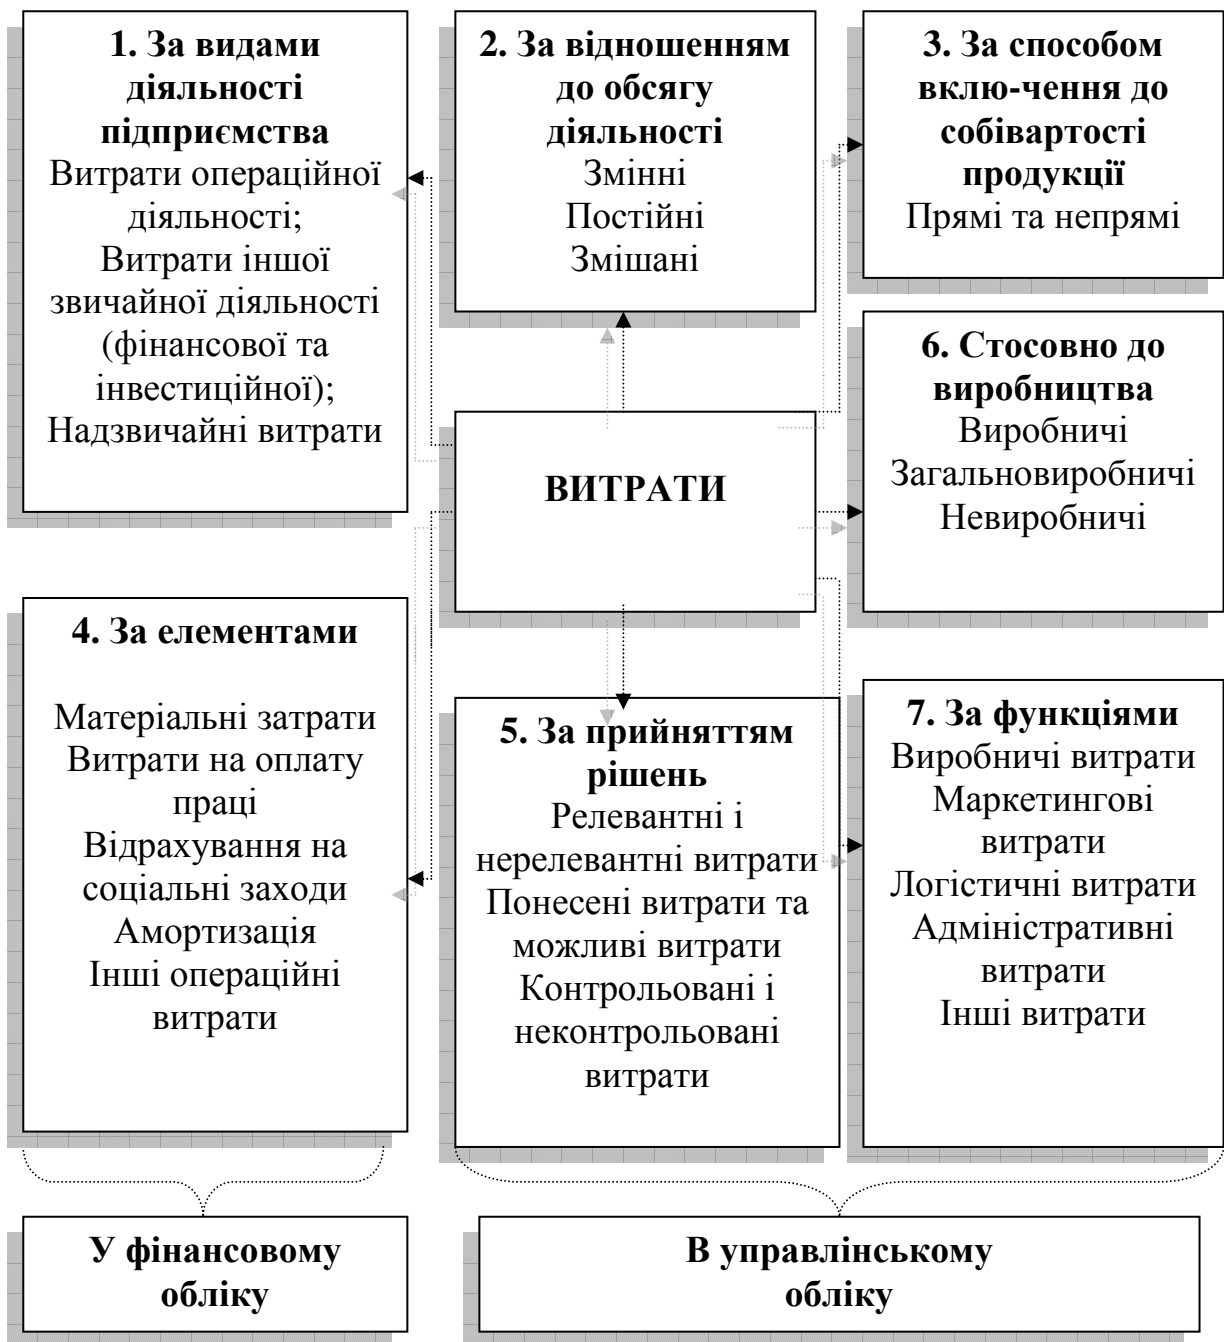 1. За видами
діяльності
підприємства
Витрати операційної
діяльності;
Витрати іншої
звичайної діяльності
(фінансової та
інвестиційної);
Надзвичайні витрати
2. За відношенням
до обсягу
діяльності
Змінні
Постійні
Змішані
3. За способом
вклю-чення до
собівартості
продукції
Прямі та непрямі
6. Стосовно до
виробництва
Виробничі
Загальновиробничі
Невиробничі
ВИТРАТИ
4. За елементами
Матеріальні затрати
Витрати на оплату
праці
Відрахування на
соціальні заходи
Амортизація
Інші операційні
витрати
5. За прийняттям
рішень
Релевантні і
нерелевантні витрати
Понесені витрати та
можливі витрати
Контрольовані і
неконтрольовані
витрати
7. За функціями
Виробничі витрати
Маркетингові
витрати
Логістичні витрати
Адміністративні
витрати
Інші витрати
У фінансовому
обліку
В управлінському
обліку